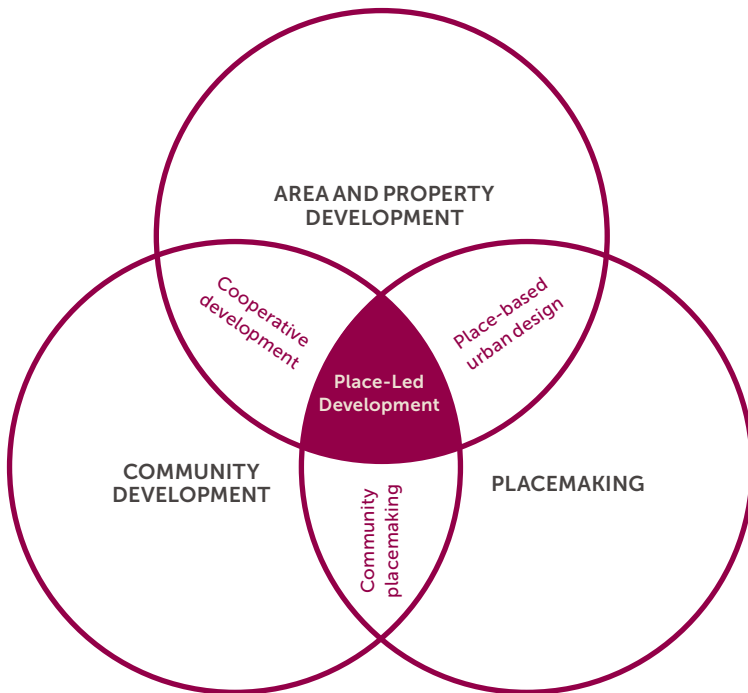 AREA AND PROPERTY
DEVELOPMENT
Cooperative
development
Place-based
urban design
Place-Led
Development
COMMUNITY
DEVELOPMENT
PLACEMAKING
Community
placemaking